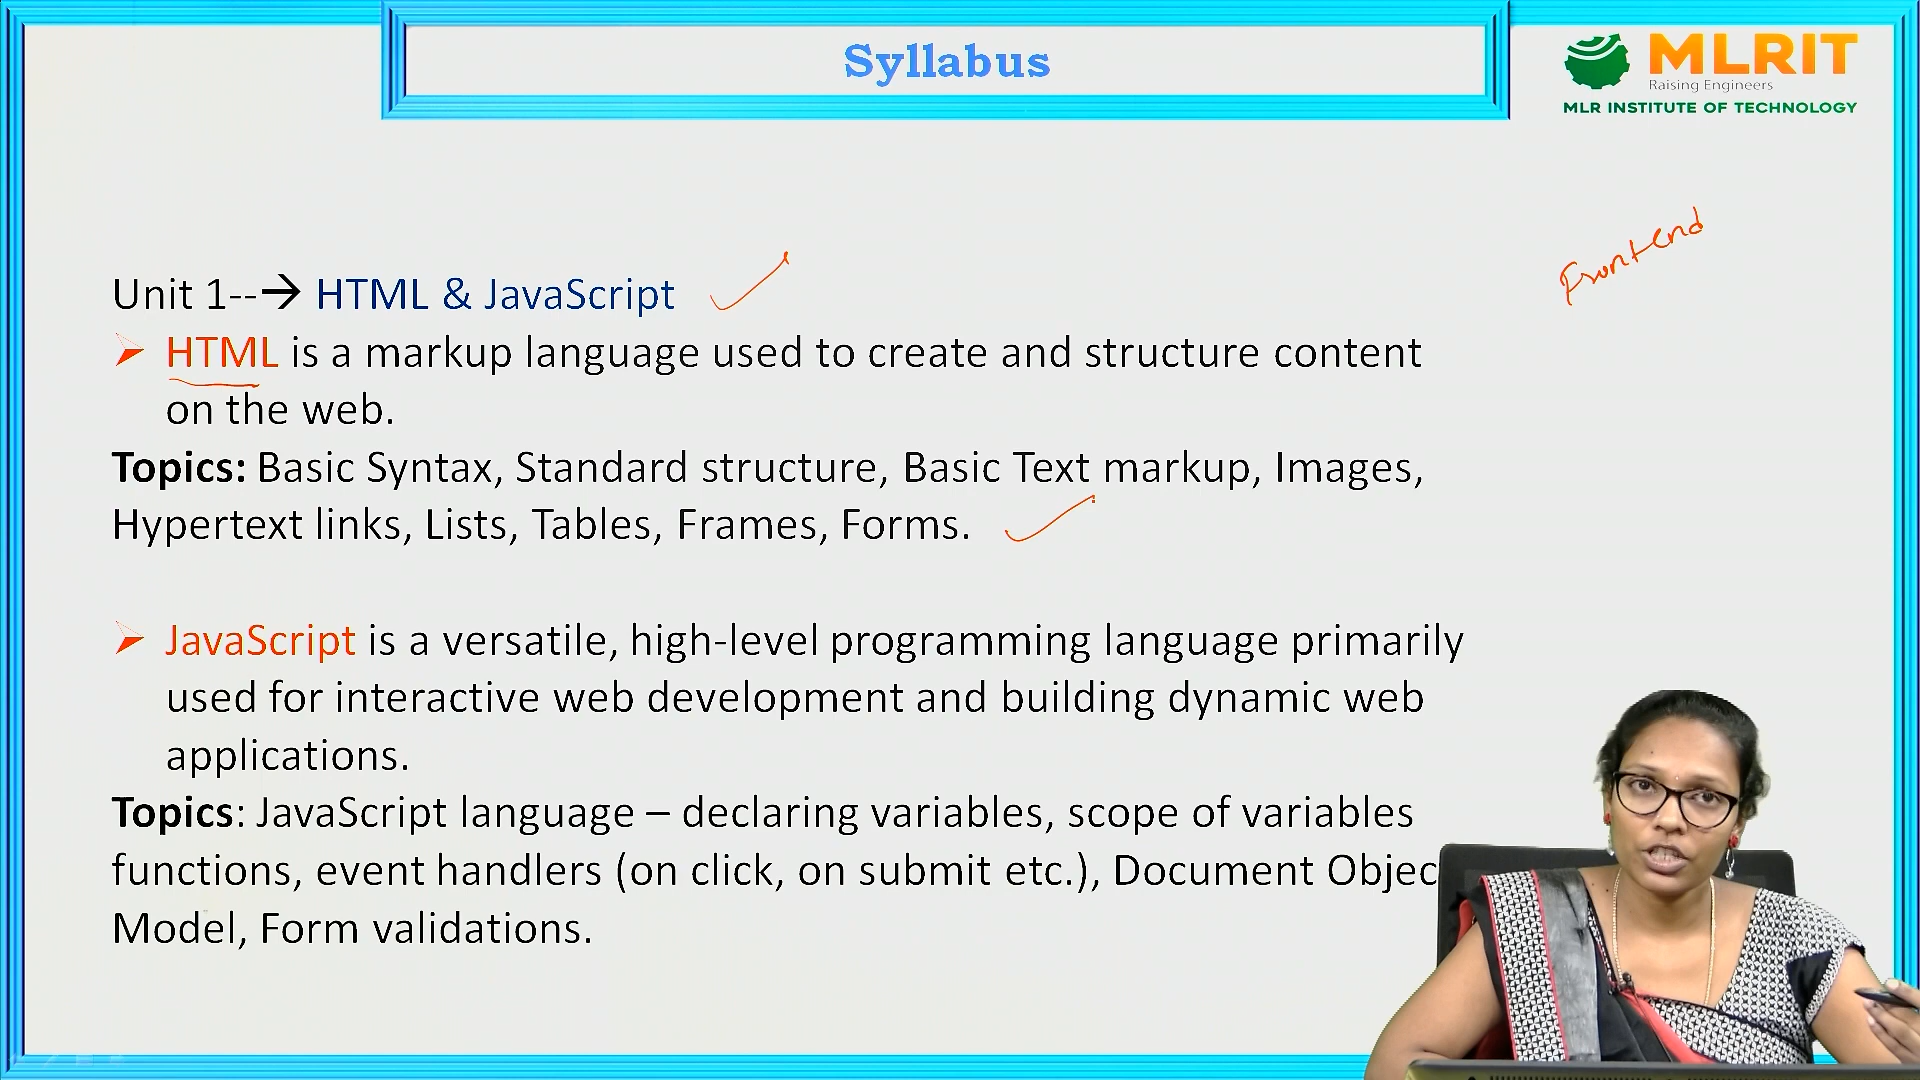 Syllabus
MLRIT
Raising Engineers
MLR INSTITUTE OF TECHNOLOGY
Frontend
Unit 1--→ HTML & JavaScript
➢ HTML is a markup language used to create and structure content
on the web.
Topics: Basic Syntax, Standard structure, Basic Text markup, Images,
Hypertext links, Lists, Tables, Frames, Forms.
➢ JavaScript is a versatile, high-level programming language primarily
used for interactive web development and building dynamic web
applications.
Topics: JavaScript language – declaring variables, scope of variables
functions, event handlers (on click, on submit etc.), Document Objec
Model, Form validations.